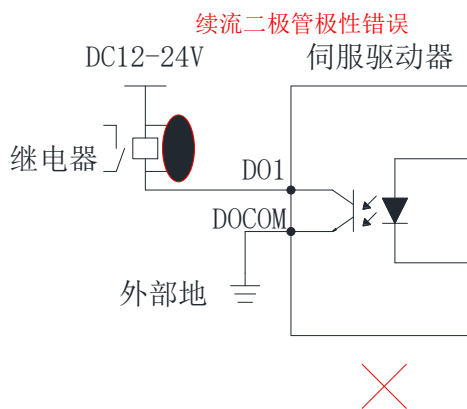 续流二极管极性错误
DC12-24V
伺服驱动器
继电器
DO1
DOCOM
外部地